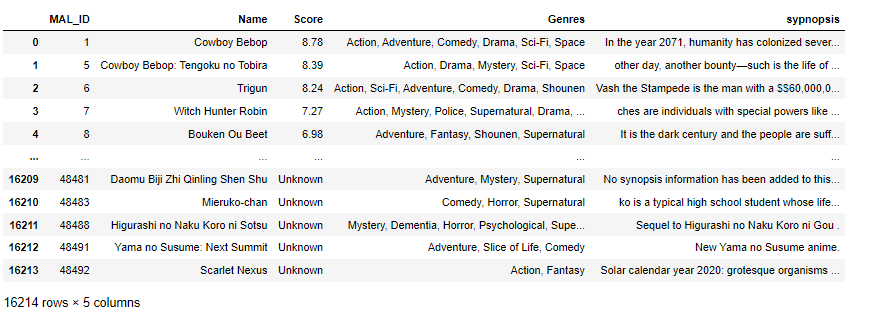 MAL_ID Name Score Genres sypnopsis
0 1 Cowboy Bebop 8.78 Action, Adventure, Comedy, Drama, Sci-Fi, Space In the year 2071, humanity has colonized sever...
1 5 Cowboy Bebop: Tengoku no Tobira 8.39 Action, Drama, Mystery, Sci-Fi, Space other day, another bounty—such is the life of ...
2 6 Trigun 8.24 Action, Sci-Fi, Adventure, Comedy, Drama, Shounen Vash the Stampede is the man with a $$60,000,0...
3 7 Witch Hunter Robin 7.27 Action, Mystery, Police, Supernatural, Drama, ... ches are individuals with special powers like ...
4 8 Bouken Ou Beet 6.98 Adventure, Fantasy, Shounen, Supernatural It is the dark century and the people are suff...
... ... ... ... ... ...
16209 48481 Daomu Biji Zhi Qinling Shen Shu Unknown Adventure, Mystery, Supernatural No synopsis information has been added to this...
16210 48483 Mieruko-chan Unknown Comedy, Horror, Supernatural ko is a typical high school student whose life...
16211 48488 Higurashi no Naku Koro ni Sotsu Unknown Mystery, Dementia, Horror, Psychological, Supe... Sequel to Higurashi no Naku Koro ni Gou .
16212 48491 Yama no Susume: Next Summit Unknown Adventure, Slice of Life, Comedy New Yama no Susume anime.
16213 48492 Scarlet Nexus Unknown Action, Fantasy Solar calendar year 2020: grotesque organisms ...
16214 rows × 5 columns